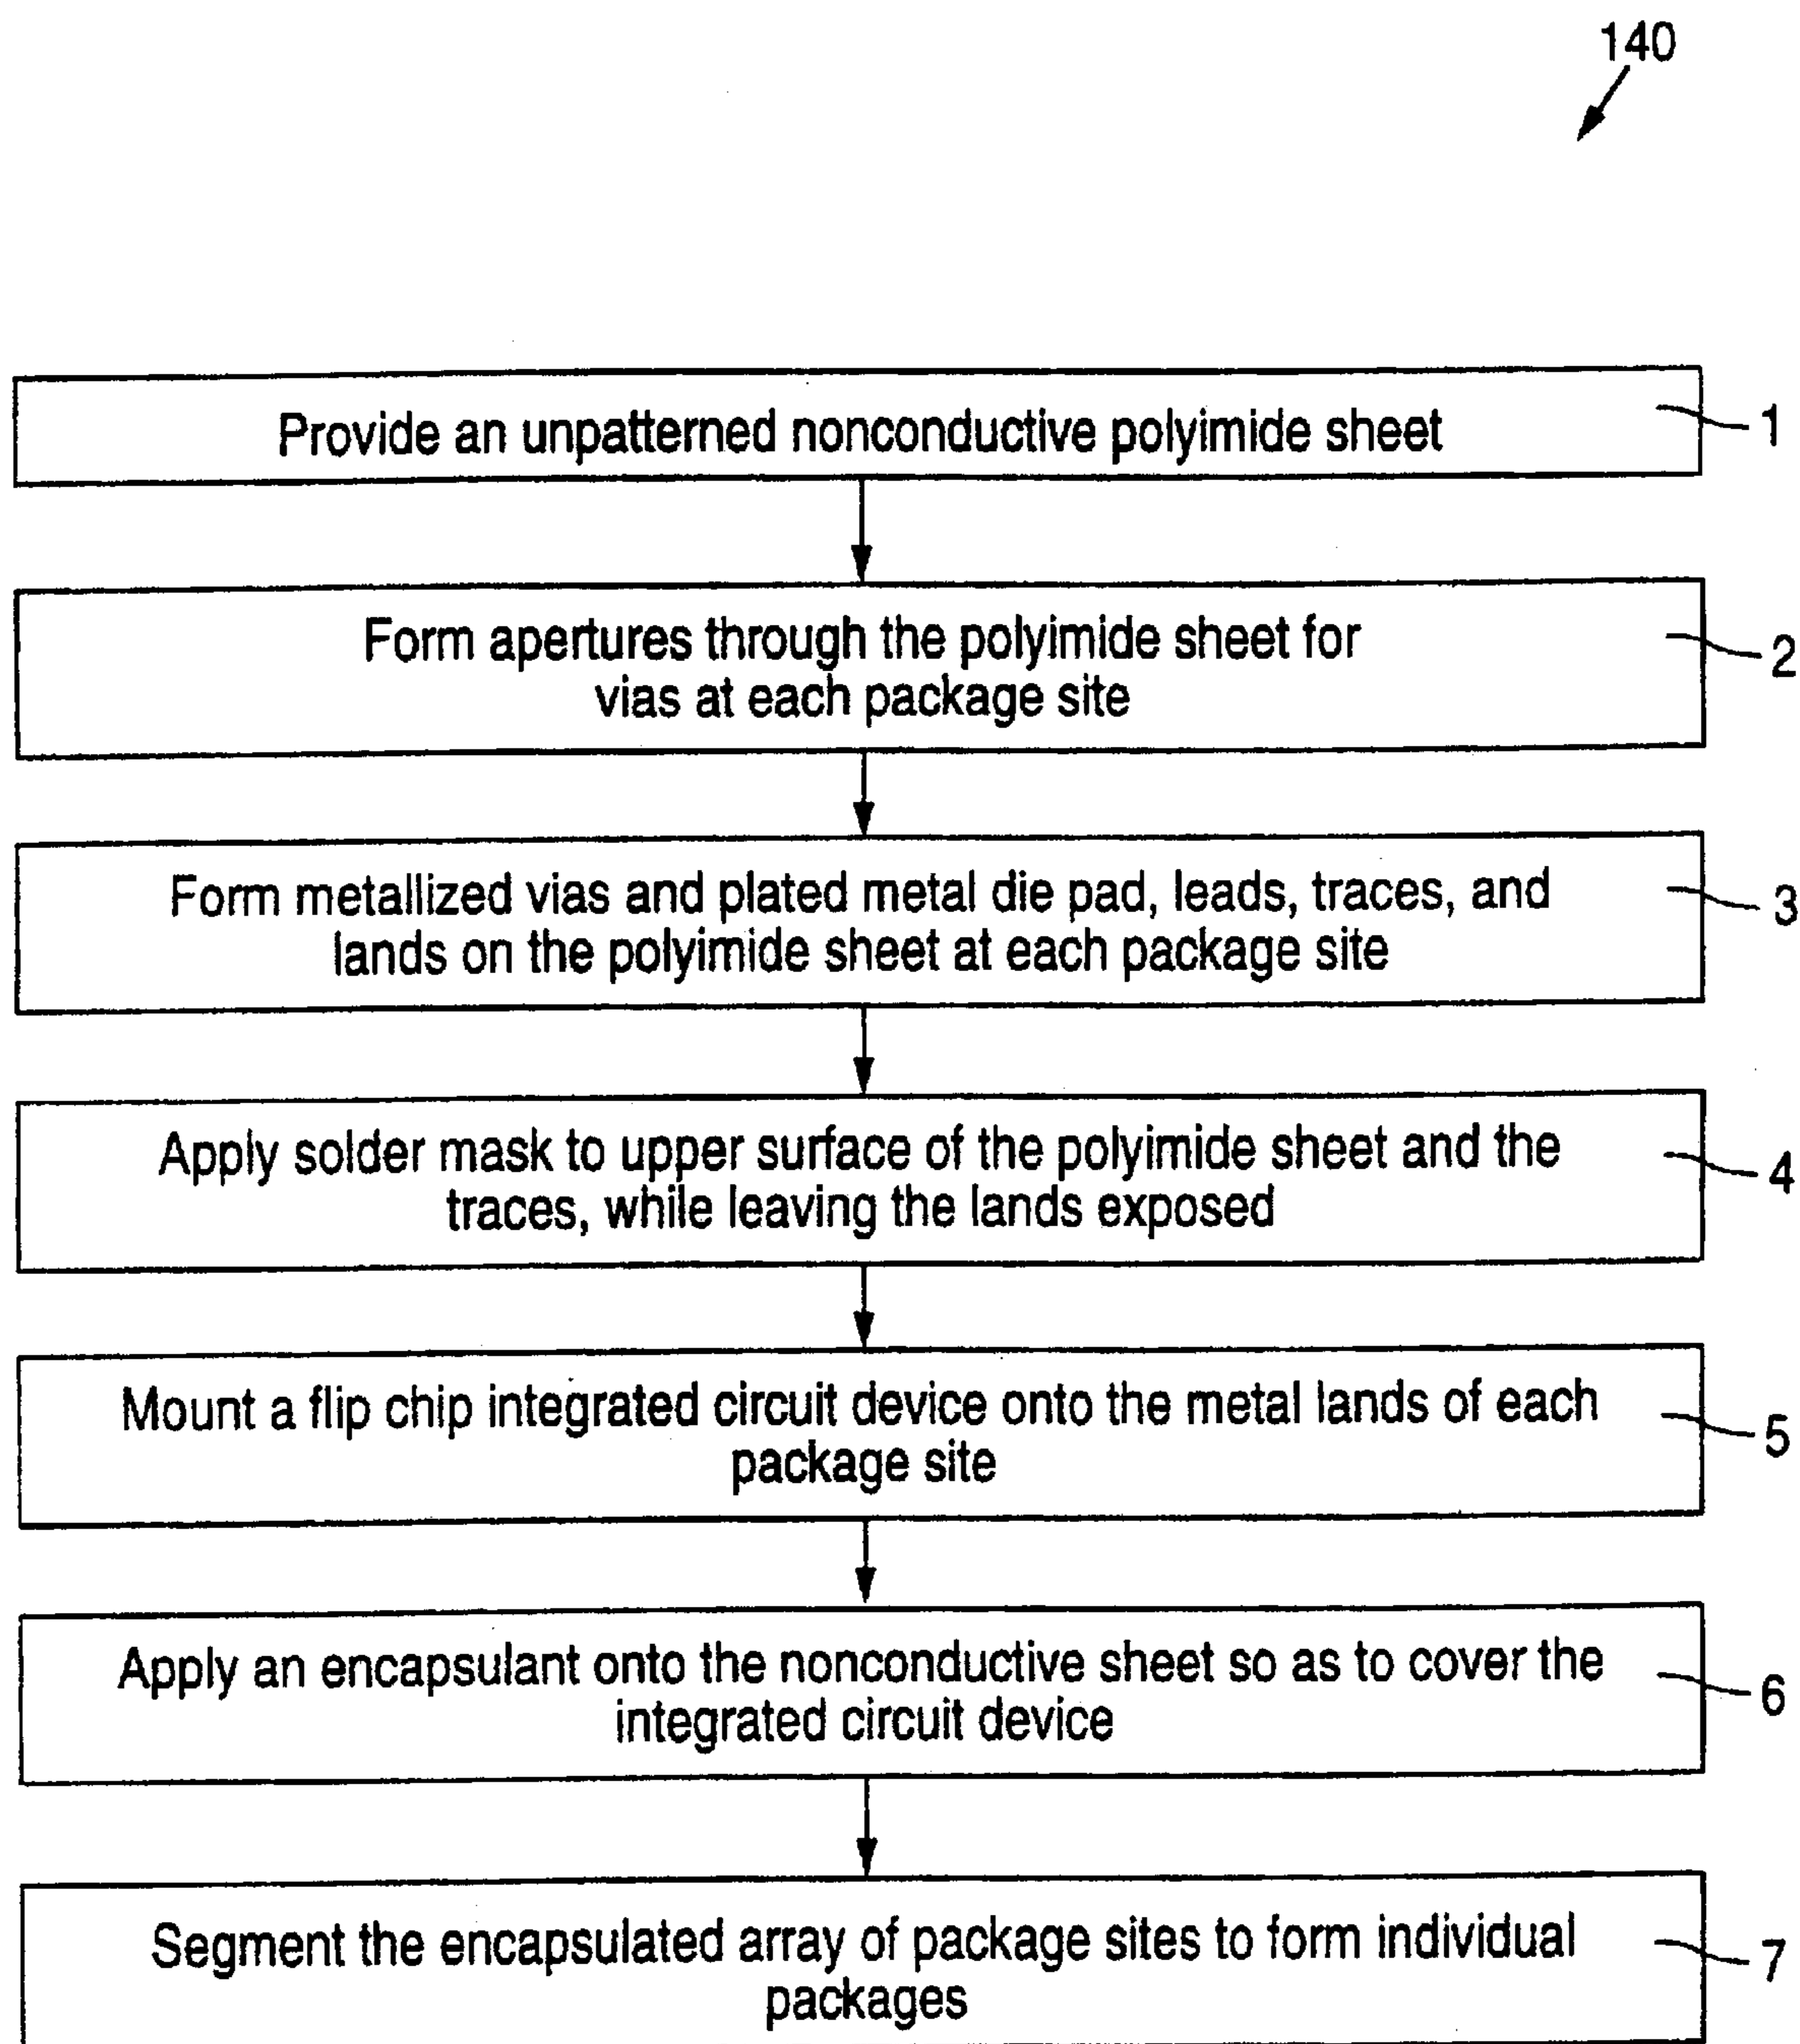 140
Provide an unpatterned nonconductive polyimide sheet
1
Form apertures through the polyimide sheet for
vias at each package site
2
Form metallized vias and plated metal die pad, leads, traces, and
lands on the polyimide sheet at each package site
3
Apply solder mask to upper surface of the polyimide sheet and the
traces, while leaving the lands exposed
4
Mount a flip chip integrated circuit device onto the metal lands of each
package site
5
Apply an encapsulant onto the nonconductive sheet so as to cover the
integrated circuit device
6
Segment the encapsulated array of package sites to form individual
packages
7